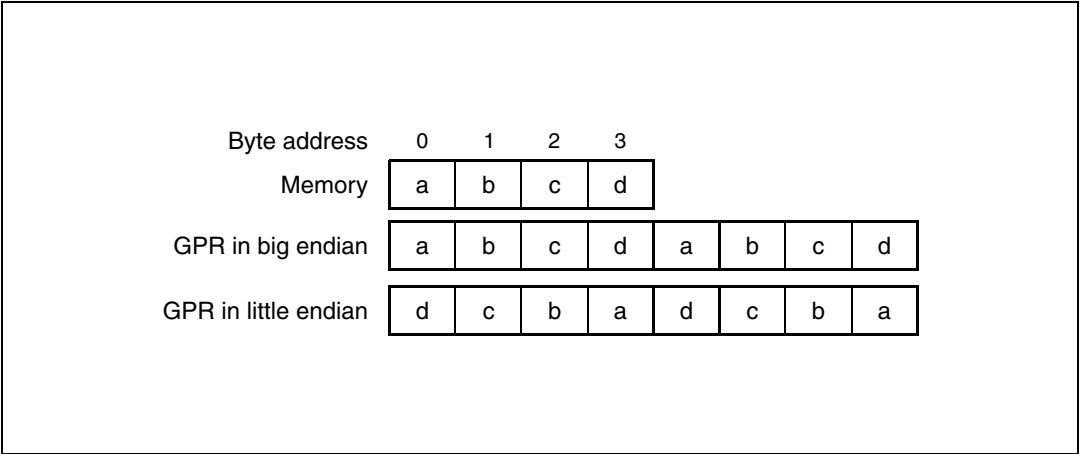 Byte address 0 1 2 3
Memory a b c d
GPR in big endian a b c d a b c d
GPR in little endian d c b a d c b a